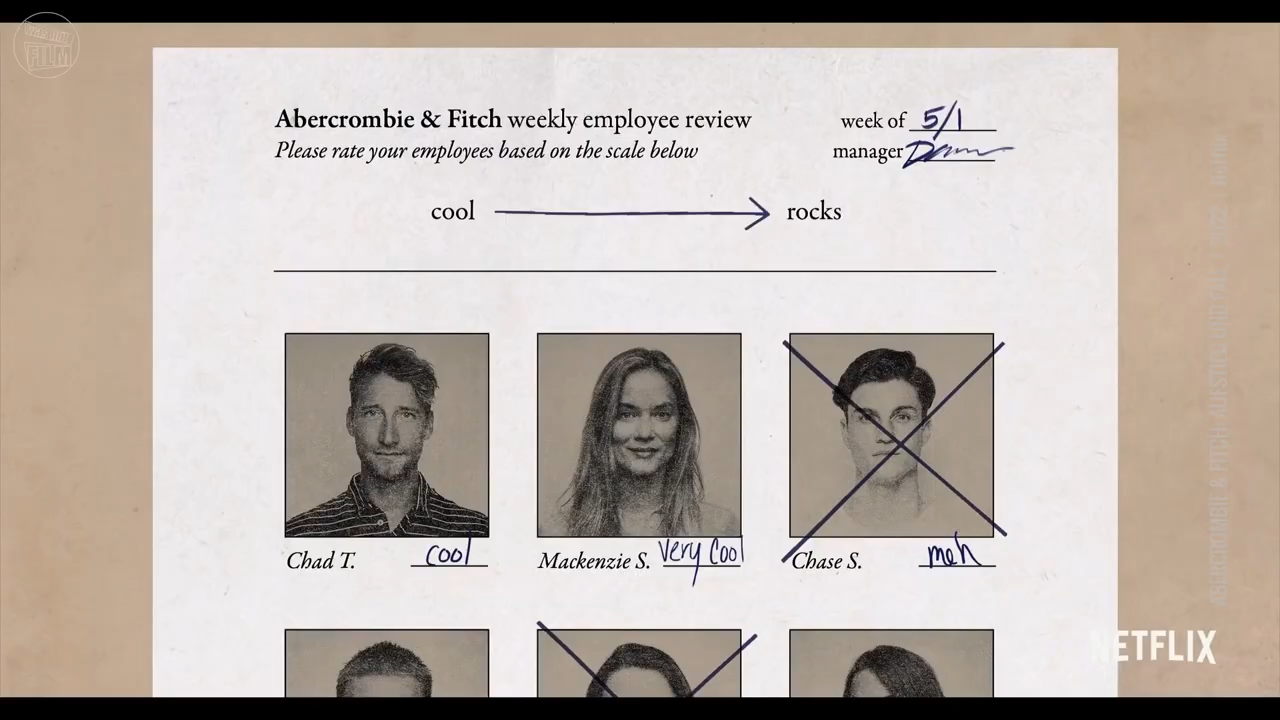 FILM
Abercrombie & Fitch weekly employee review
week of 5/1
Please rate your employees based on the scale below
manager
cool
rocks
Chad T. cool
Mackenzie S. very cool
Chase S. meh
NETFLIX